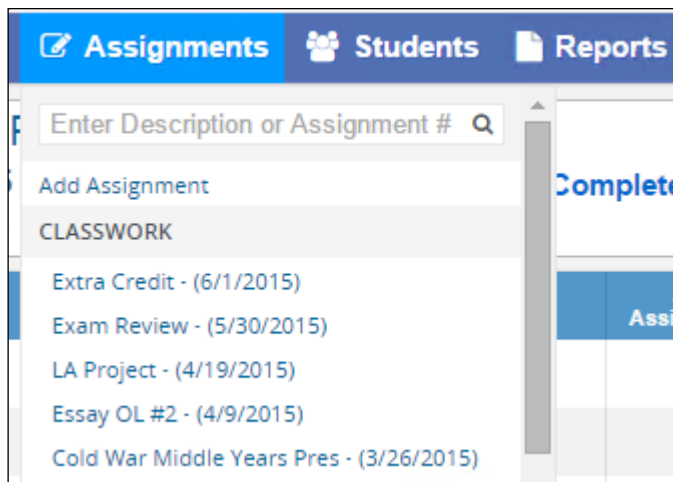 Assignments Students Reports
Enter Description or Assignment #
Add Assignment
Complete
CLASSWORK
Extra Credit - (6/1/2015)
Exam Review - (5/30/2015)
Assi
LA Project - (4/19/2015)
Essay OL #2 - (4/9/2015)
Cold War Middle Years Pres - (3/26/2015)